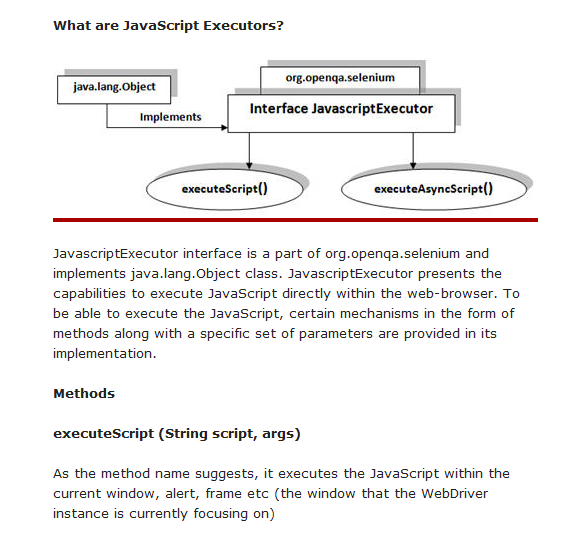 What are JavaScript Executors?
org.openqa.selenium
java.lang.Object
Interface JavascriptExecutor
Implements
executeScript()
executeAsyncScript()
JavascriptExecutor interface is a part of org.openqa.selenium and
implements java.lang.Object class. JavascriptExecutor presents the
capabilities to execute JavaScript directly within the web-browser. To
be able to execute the JavaScript, certain mechanisms in the form of
methods along with a specific set of parameters are provided in its
implementation.
Methods
executeScript (String script, args)
As the method name suggests, it executes the JavaScript within the
current window, alert, frame etc (the window that the WebDriver
instance is currently focusing on)